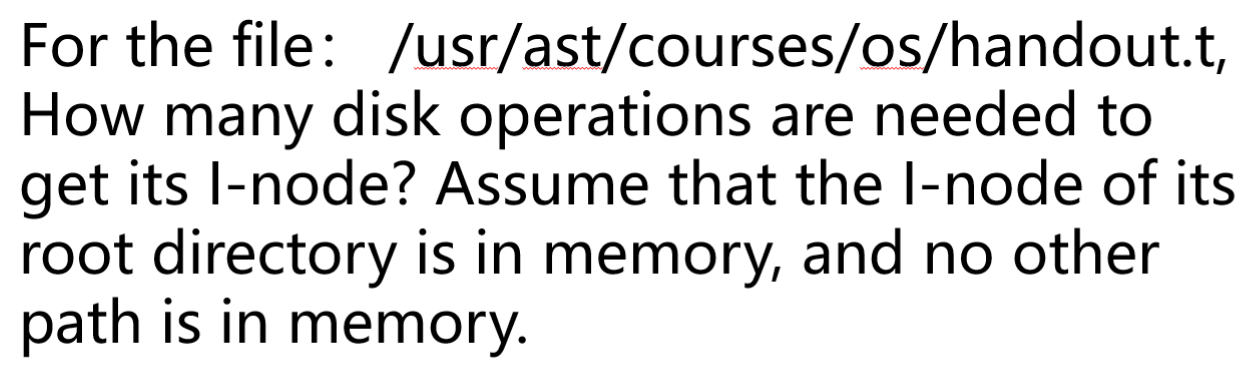 For the file： /usr/ast/courses/os/handout.t,
How many disk operations are needed to
get its I-node? Assume that the I-node of its
root directory is in memory, and no other
path is in memory.